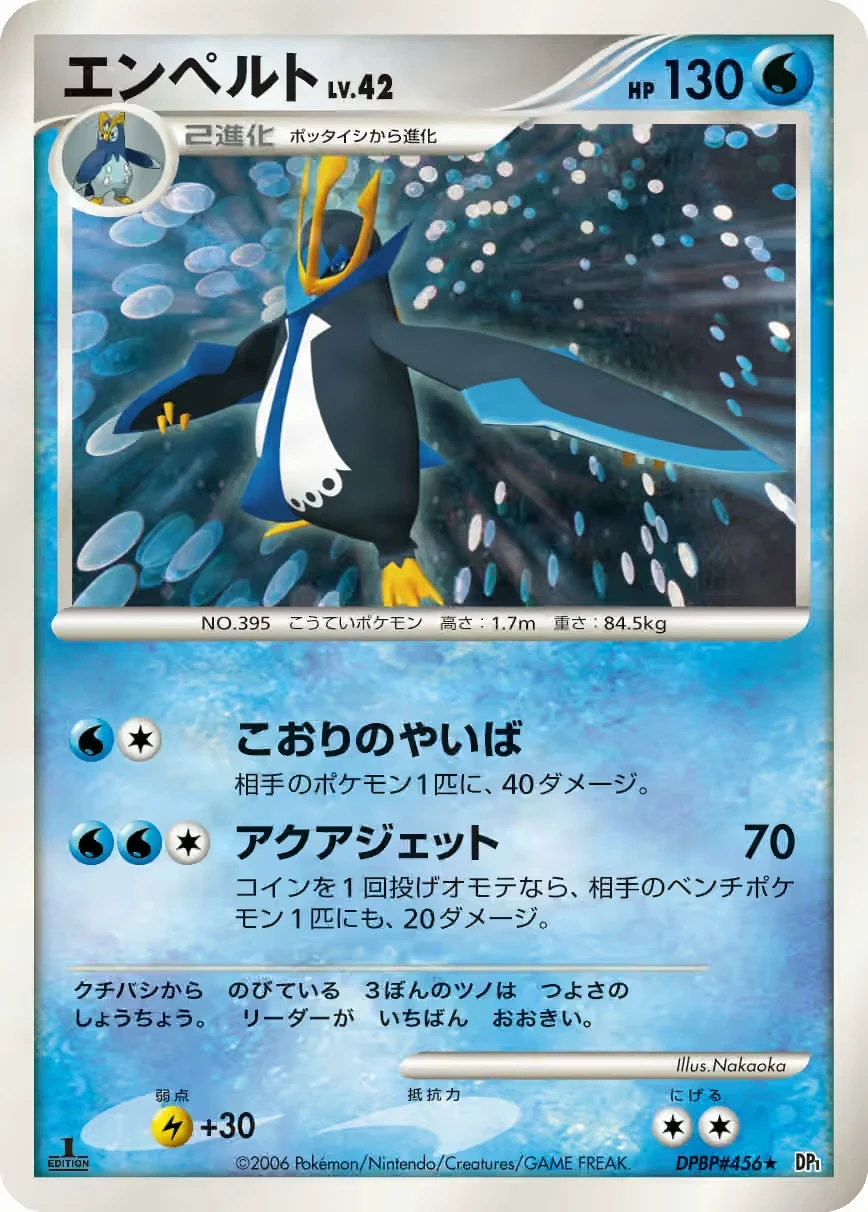 エンペルト LV.42 HP 130
2進化 ポッタイシから進化
NO.395 こうていポケモン 高さ:1.7m 重さ:84.5kg
こおりのやいば
相手のポケモン1匹に、40ダメージ。
アクアジェット 70
コインを1回投げオモテなら、相手のベンチポケ
モン1匹にも、20ダメージ。
クチバシから のびている 3ぼんのツノは つよさの
しょうちょう。 リーダーが いちばん おおきい。
Illus.Nakaoka
弱点 抵抗力 にげる
+30
1 EDITION
©2006 Pokémon/Nintendo/Creatures/GAME FREAK. DPBP#456★ DP1